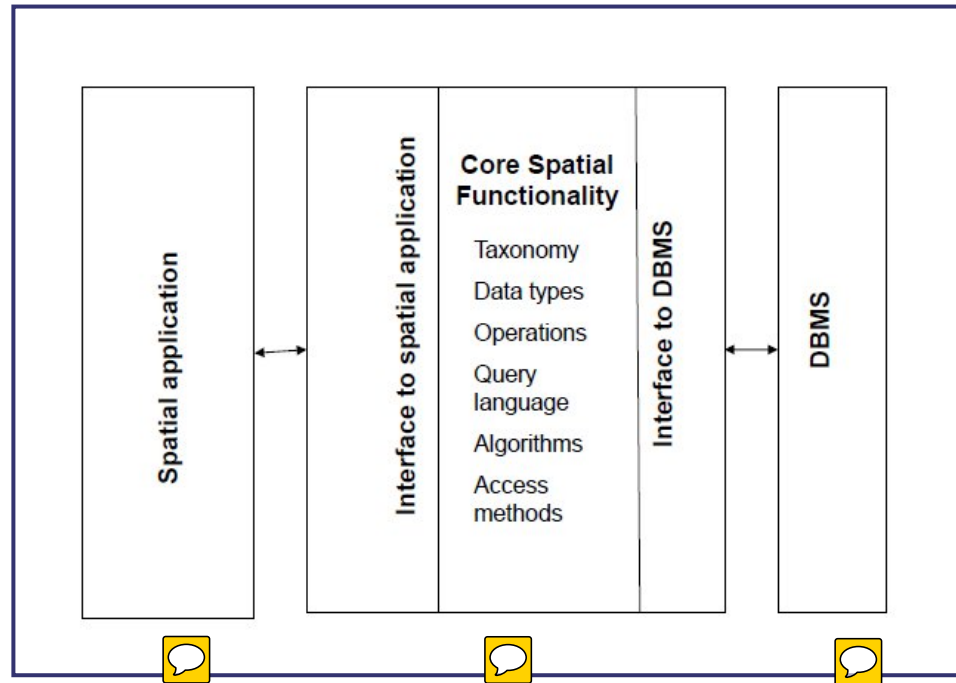 Spatial application
Interface to spatial application
Core Spatial
Functionality
Taxonomy
Data types
Operations
Query
language
Algorithms
Access
methods
Interface to DBMS
DBMS